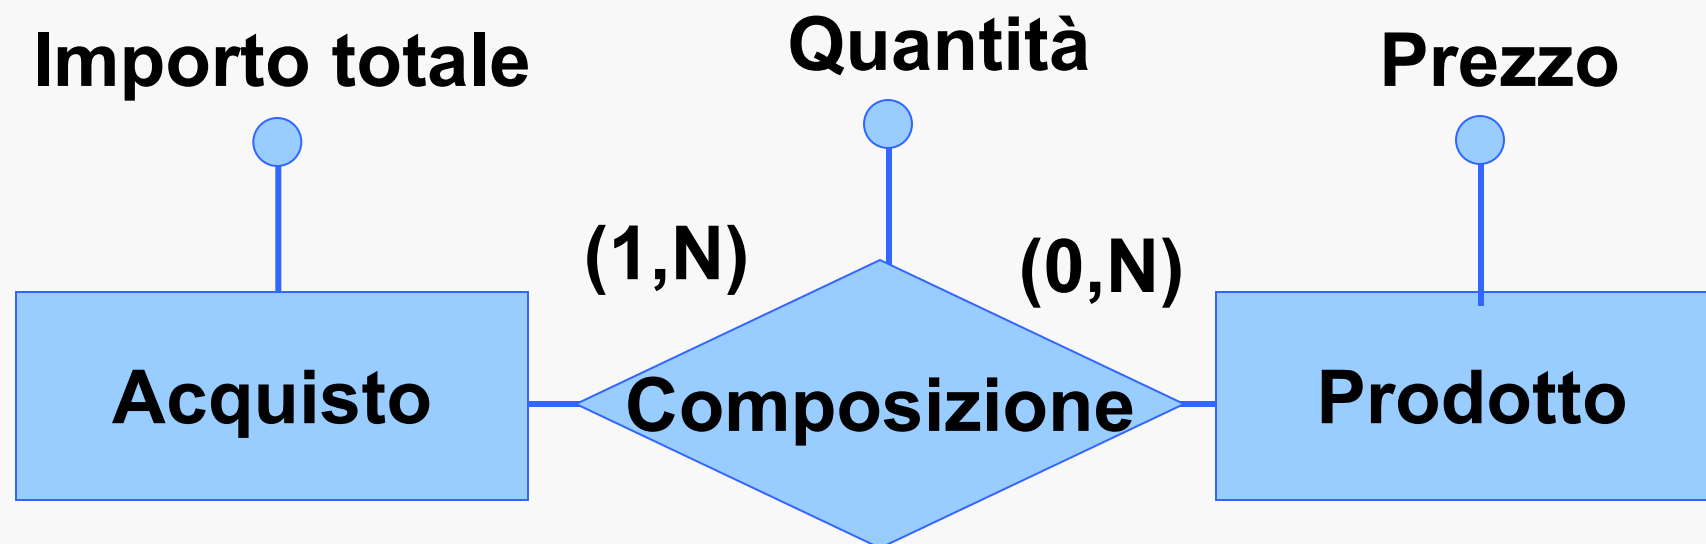 Importo totale
Quantità
Prezzo
(1,N)
(0,N)
Acquisto
Composizione
Prodotto